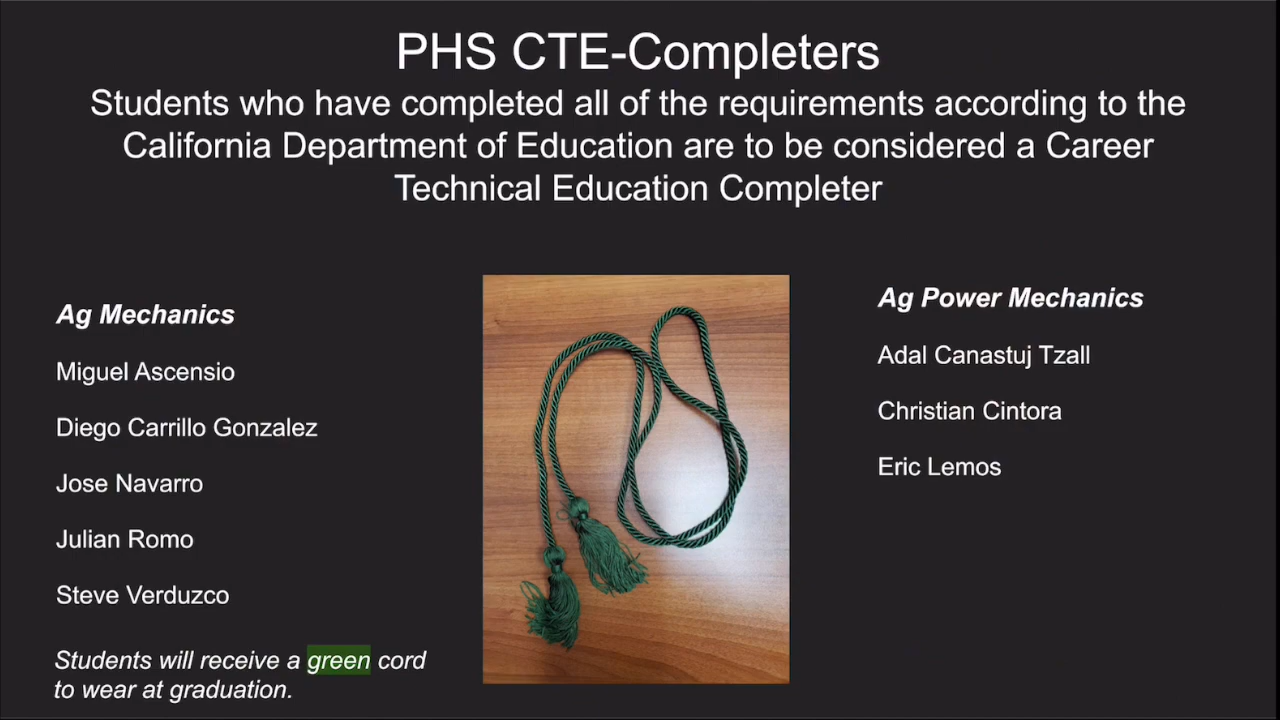 PHS CTE-Completers
Students who have completed all of the requirements according to the
California Department of Education are to be considered a Career
Technical Education Completer
Ag Mechanics
Miguel Ascensio
Diego Carrillo Gonzalez
Jose Navarro
Julian Romo
Steve Verduzco
Students will receive a green cord
to wear at graduation.
Ag Power Mechanics
Adal Canastuj Tzall
Christian Cintora
Eric Lemos